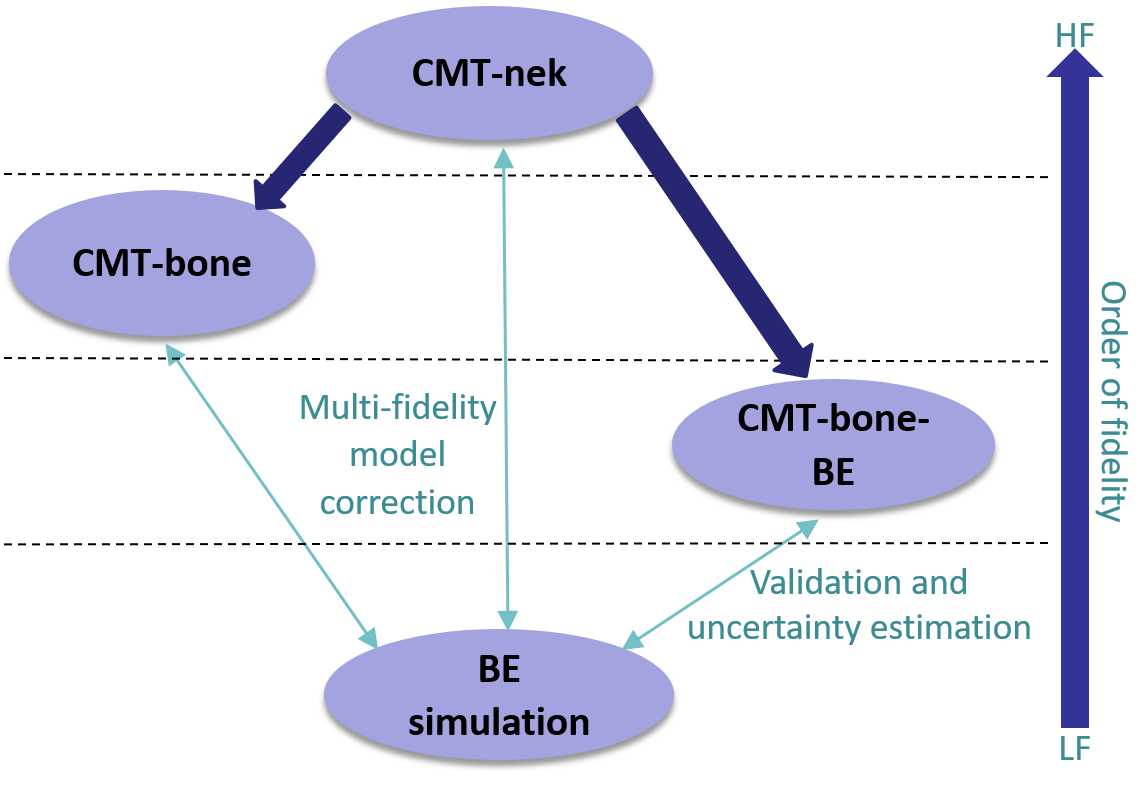 HF
CMT-nek
CMT-bone
Order of fidelity
Multi-fidelity
model
correction
CMT-bone-
BE
Validation and
uncertainty estimation
BE
simulation
LF